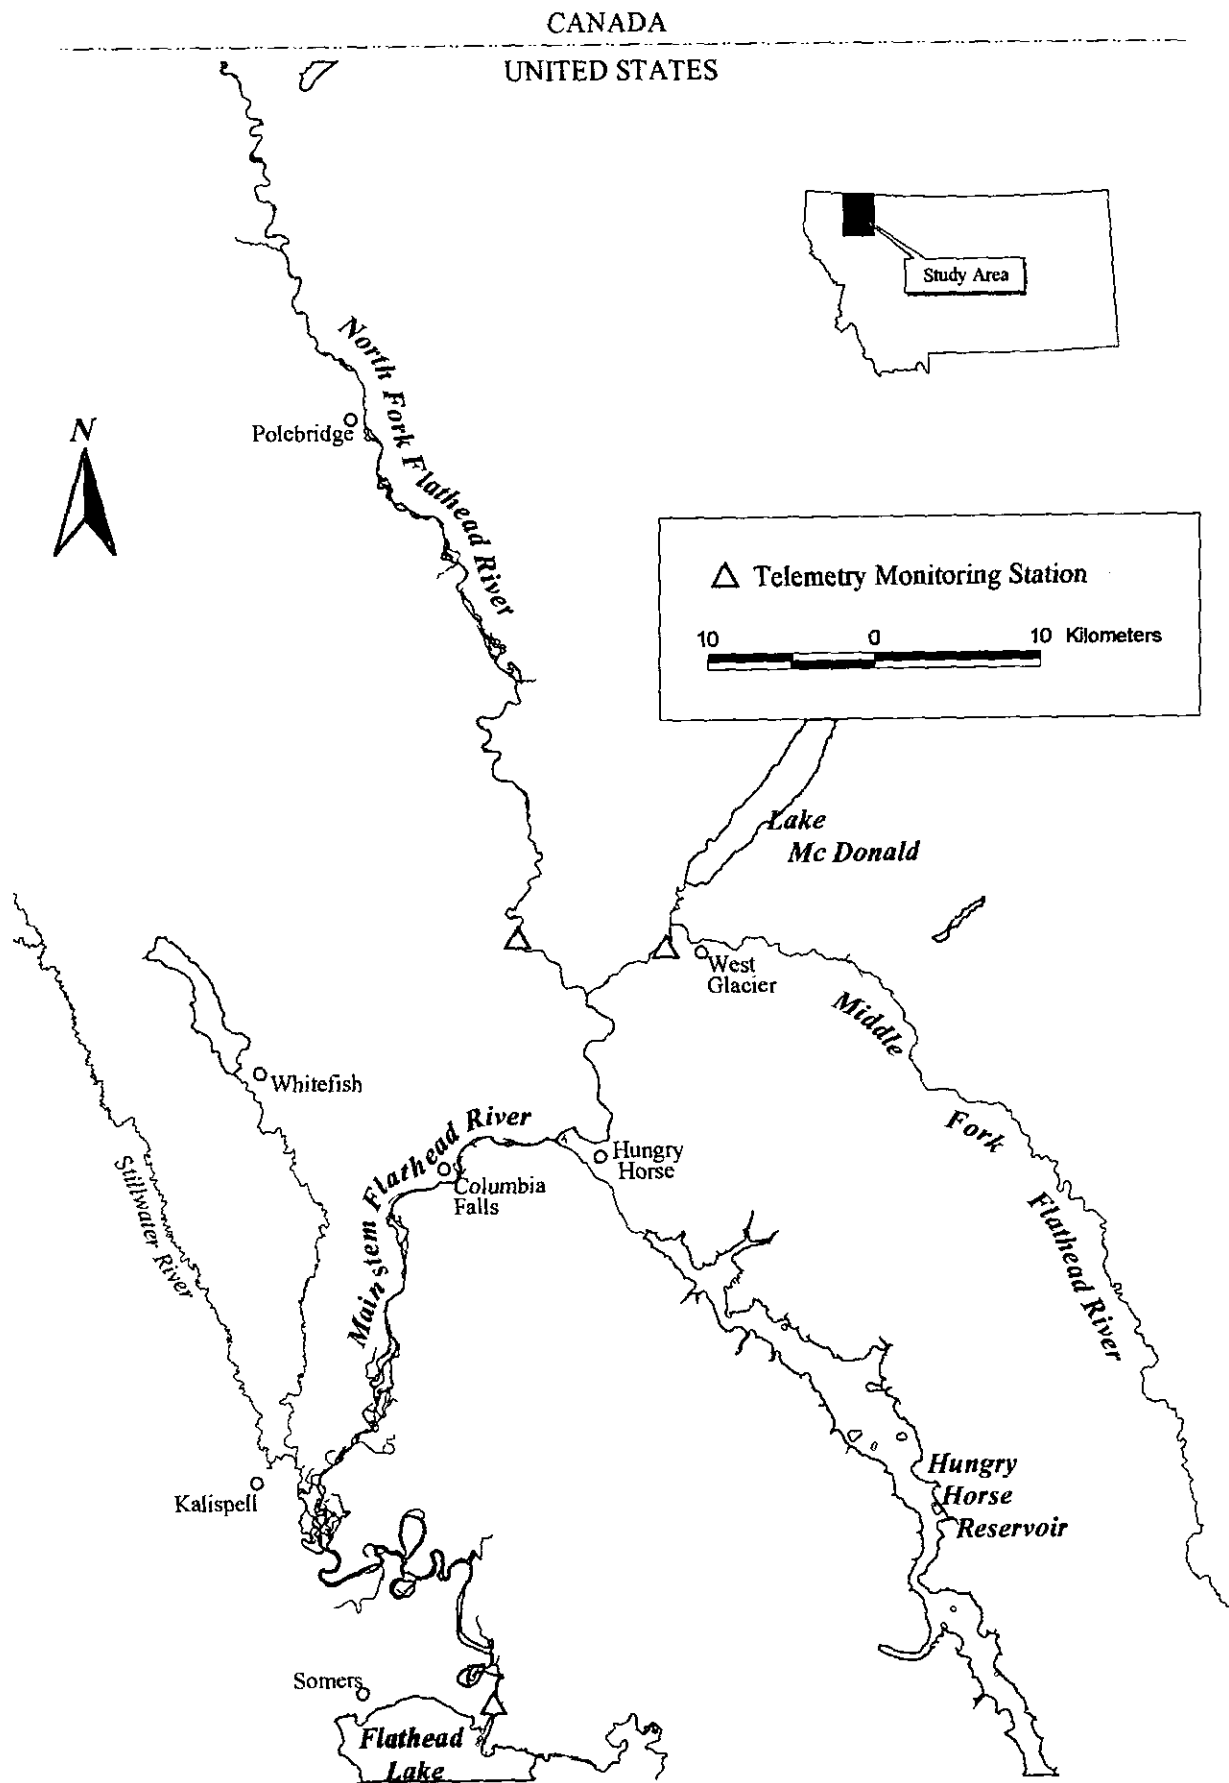 CANADA
UNITED STATES
Study Area
North Fork Flathead River
Polebridge
N
Telemetry Monitoring Station
10 0 10 Kilometers
Lake
Mc Donald
West
Glacier
Middle
Fork
Flathead River
Whitefish
Stillwater River
Mainstem Flathead River
Columbia
Falls
Hungry
Horse
Hungry
Horse
Reservoir
Kalispell
Somers
Flathead
Lake